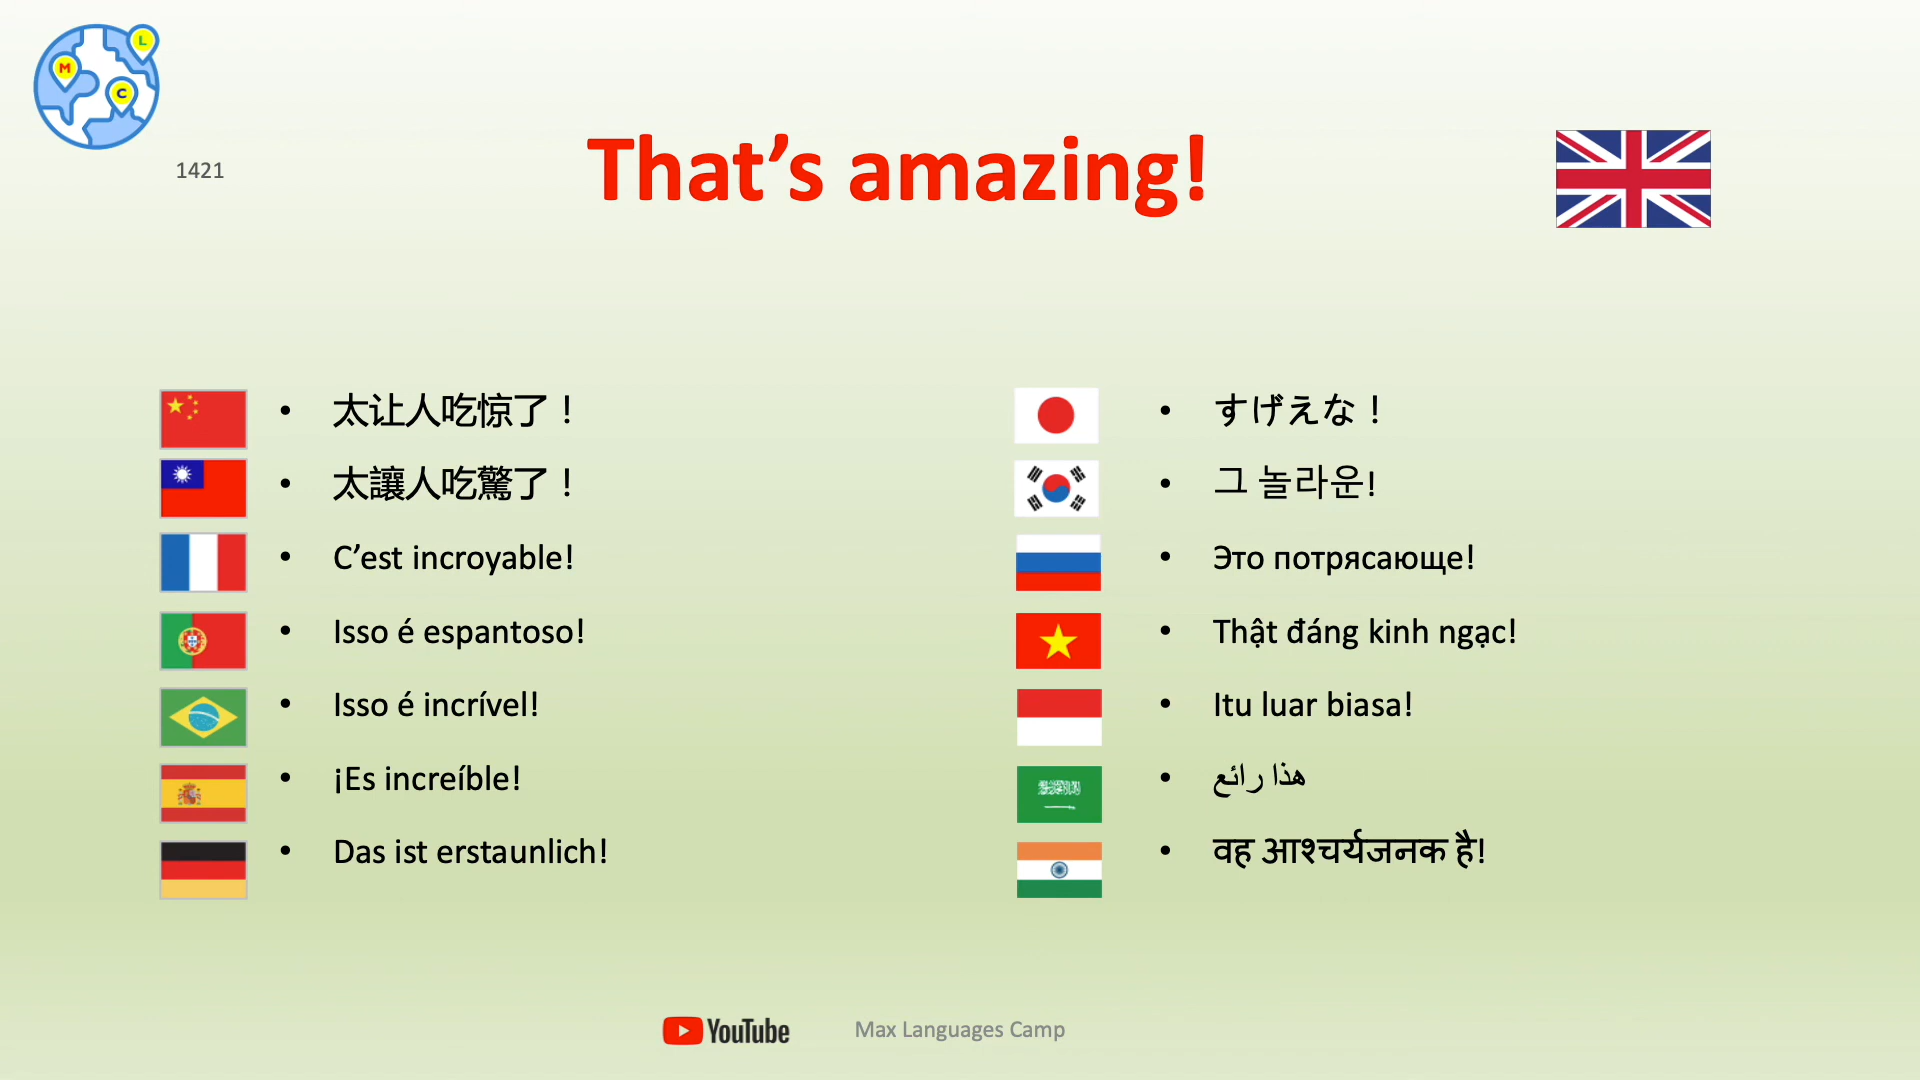 L
M
C
1421
That’s amazing!
• 太让人吃惊了！
• 太讓人吃驚了！
• C’est incroyable!
• Isso é espantoso!
• Isso é incrível!
• ¡Es increíble!
• Das ist erstaunlich!
• すげえな！
• 그 놀라운!
• Это потрясающе!
• Thật đáng kinh ngạc!
• Itu luar biasa!
• هذا رائع
• वह आश्चर्यजनक है!
YouTube
Max Languages Camp